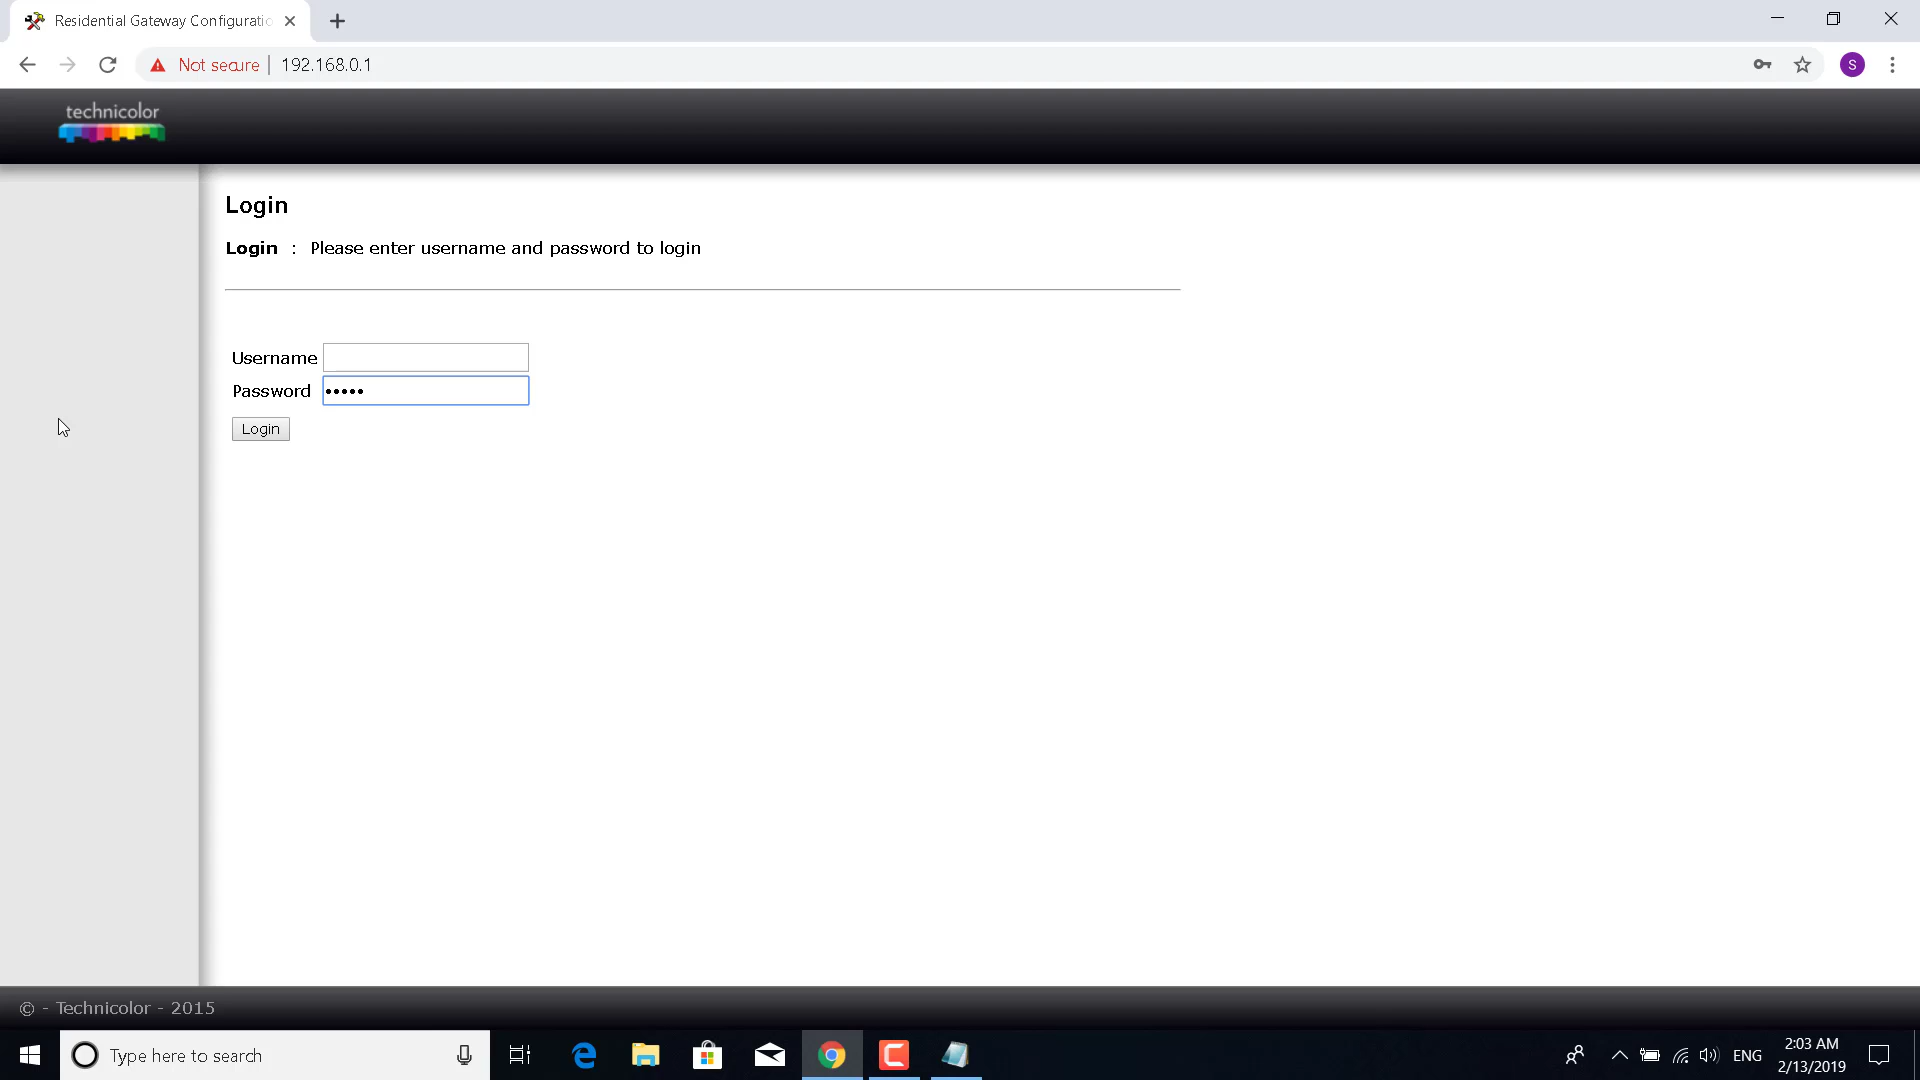 Residential Gateway Configuratio
Not secure
192.168.0.1
S
technicolor
Login
Login : Please enter username and password to login
Username
Password •••••
Login
© - Technicolor - 2015
Type here to search
ENG
2:03 AM
2/13/2019